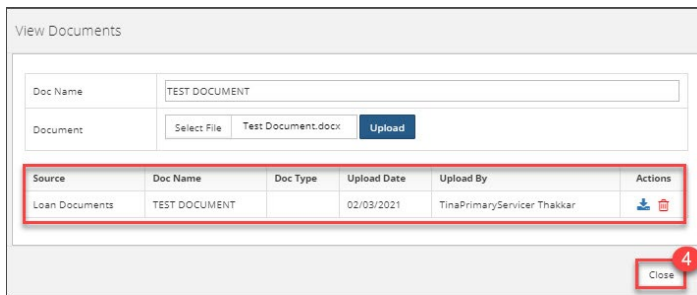 View Documents
Doc Name TEST DOCUMENT
Document Select File Test Document.docx Upload
Source Doc Name Doc Type Upload Date Upload By Actions
Loan Documents TEST DOCUMENT 02/03/2021 TinaPrimaryServicer Thakkar
4
Close